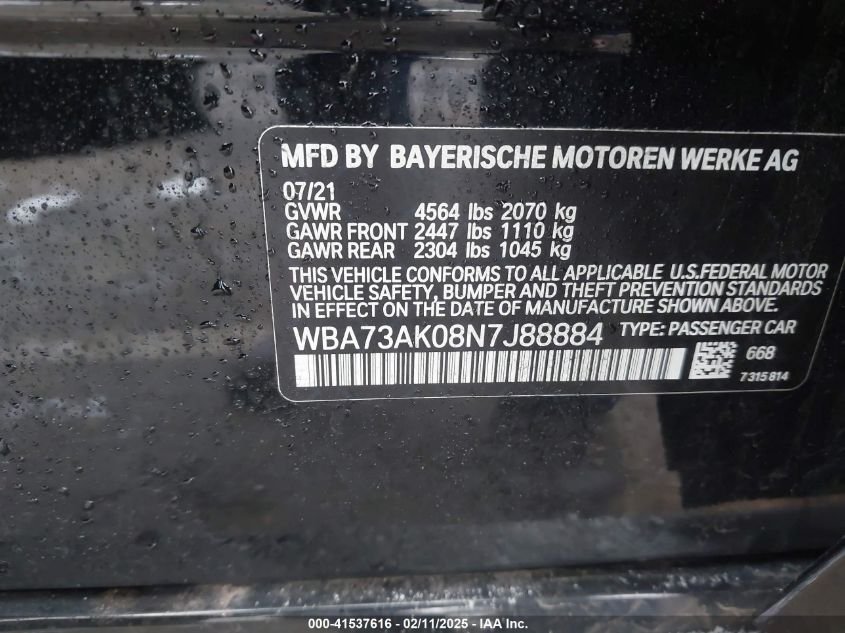 MFD BY BAYERISCHE MOTOREN WERKE AG
07/21
GVWR 4564 lbs 2070 kg
GAWR FRONT 2447 lbs 1110 kg
GAWR REAR 2304 lbs 1045 kg
THIS VEHICLE CONFORMS TO ALL APPLICABLE U.S.FEDERAL MOTOR
VEHICLE SAFETY, BUMPER AND THEFT PREVENTION STANDARDS
IN EFFECT ON THE DATE OF MANUFACTURE SHOWN ABOVE.
WBA73AK08N7J88884 TYPE: PASSENGER CAR
668
7315814
000-41537616 - 02/11/2025 - IAAI.COM